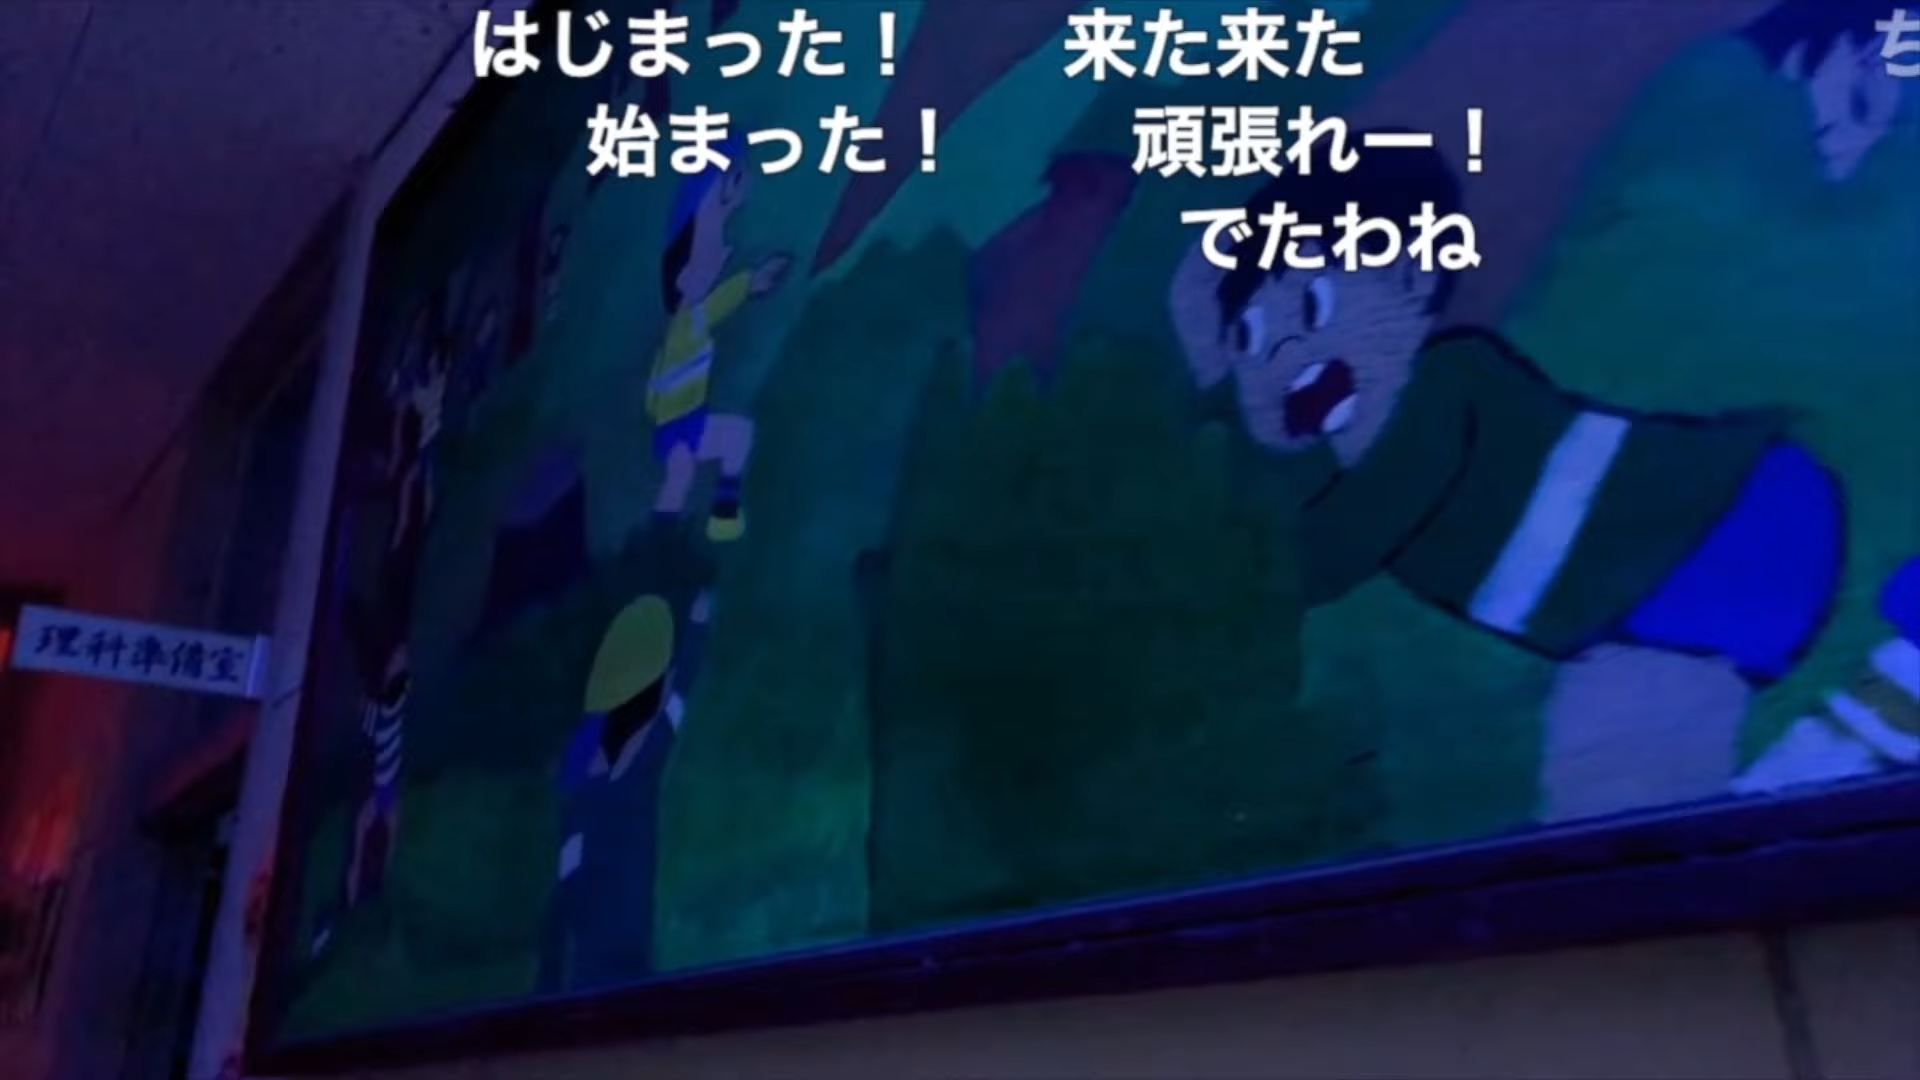 はじまった！
来た来た
ち
始まった！
頑張れー！
でたわね
理科準備室